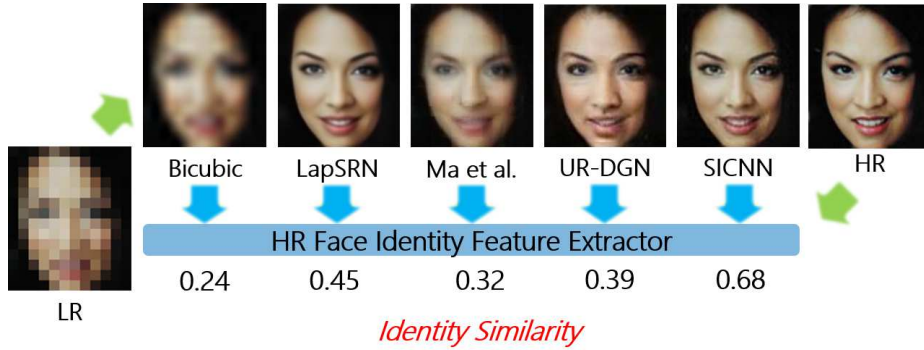 Bicubic LapSRN Ma et al. UR-DGN SICNN HR
HR Face Identity Feature Extractor
0.24 0.45 0.32 0.39 0.68
LR
Identity Similarity